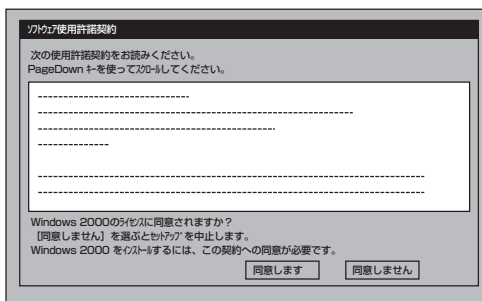 ｿﾌﾄｳｪｱ使用許諾契約
次の使用許諾契約をお読みください。
PageDown ｷｰを使ってｽｸﾛｰﾙしてください。
Windows 2000のﾗｲｾﾝｽに同意されますか？
［同意しません］を選ぶとｾｯﾄｱｯﾌﾟを中止します。
Windows 2000 をｲﾝｽﾄｰﾙするには、この契約への同意が必要です。
同意します
同意しません